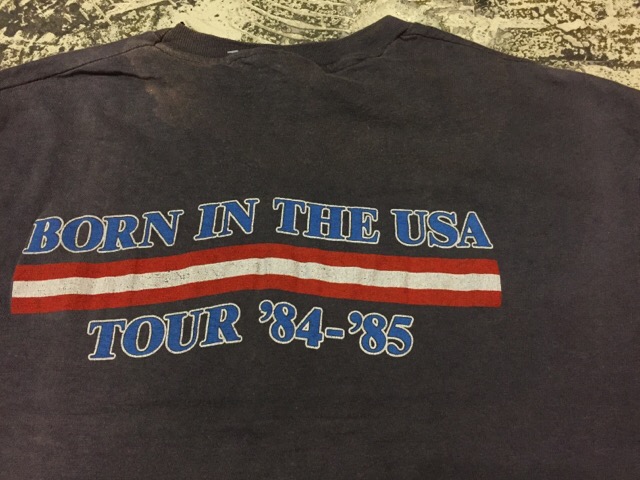 BORN IN THE USA
TOUR '84-'85